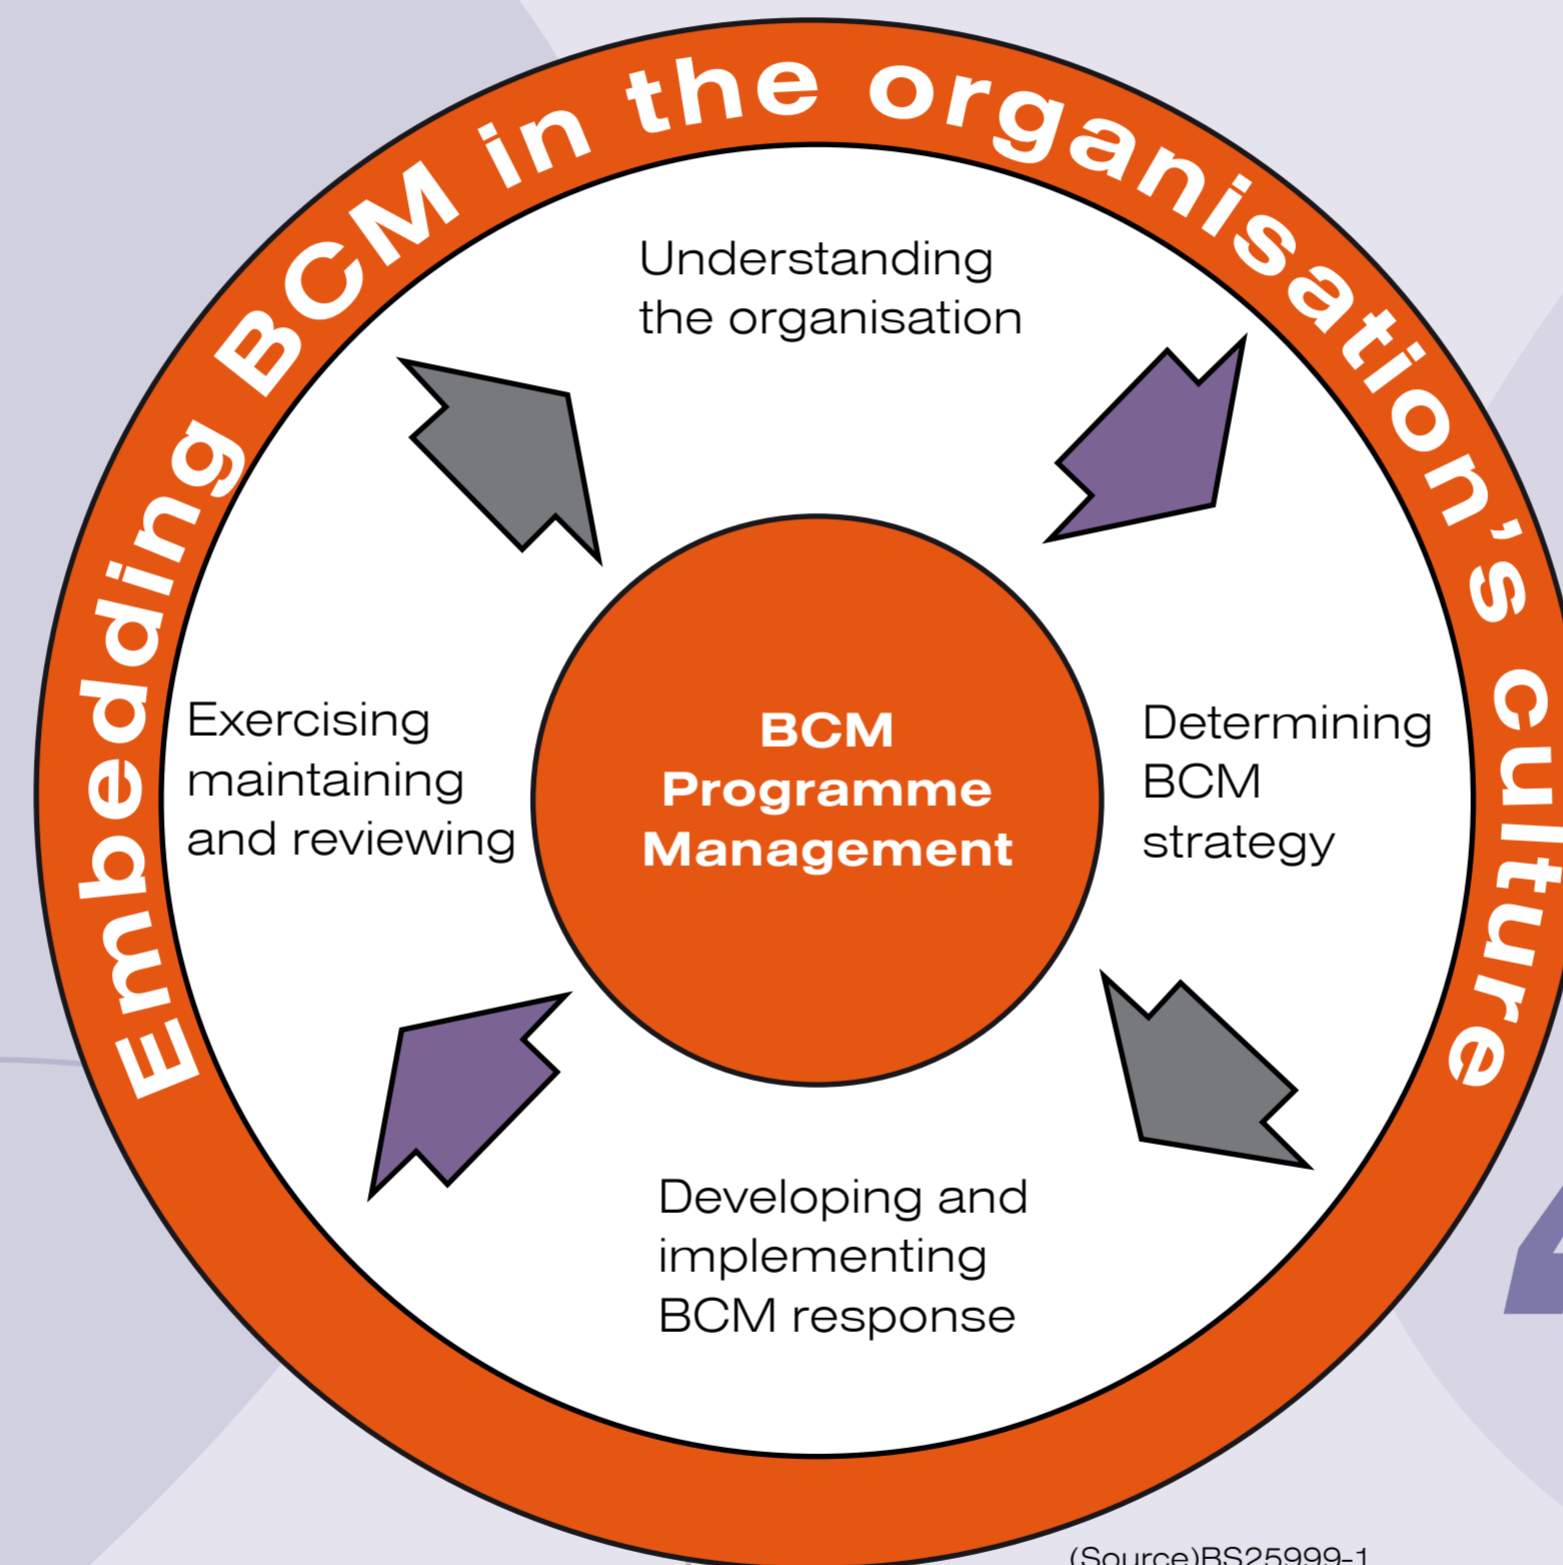 Embedding BCM in the organisation's culture
Understanding
the organisation
Exercising
maintaining
and reviewing
BCM
Programme
Management
Determining
BCM
strategy
Developing and
implementing
BCM response
(Source)BS25999-1